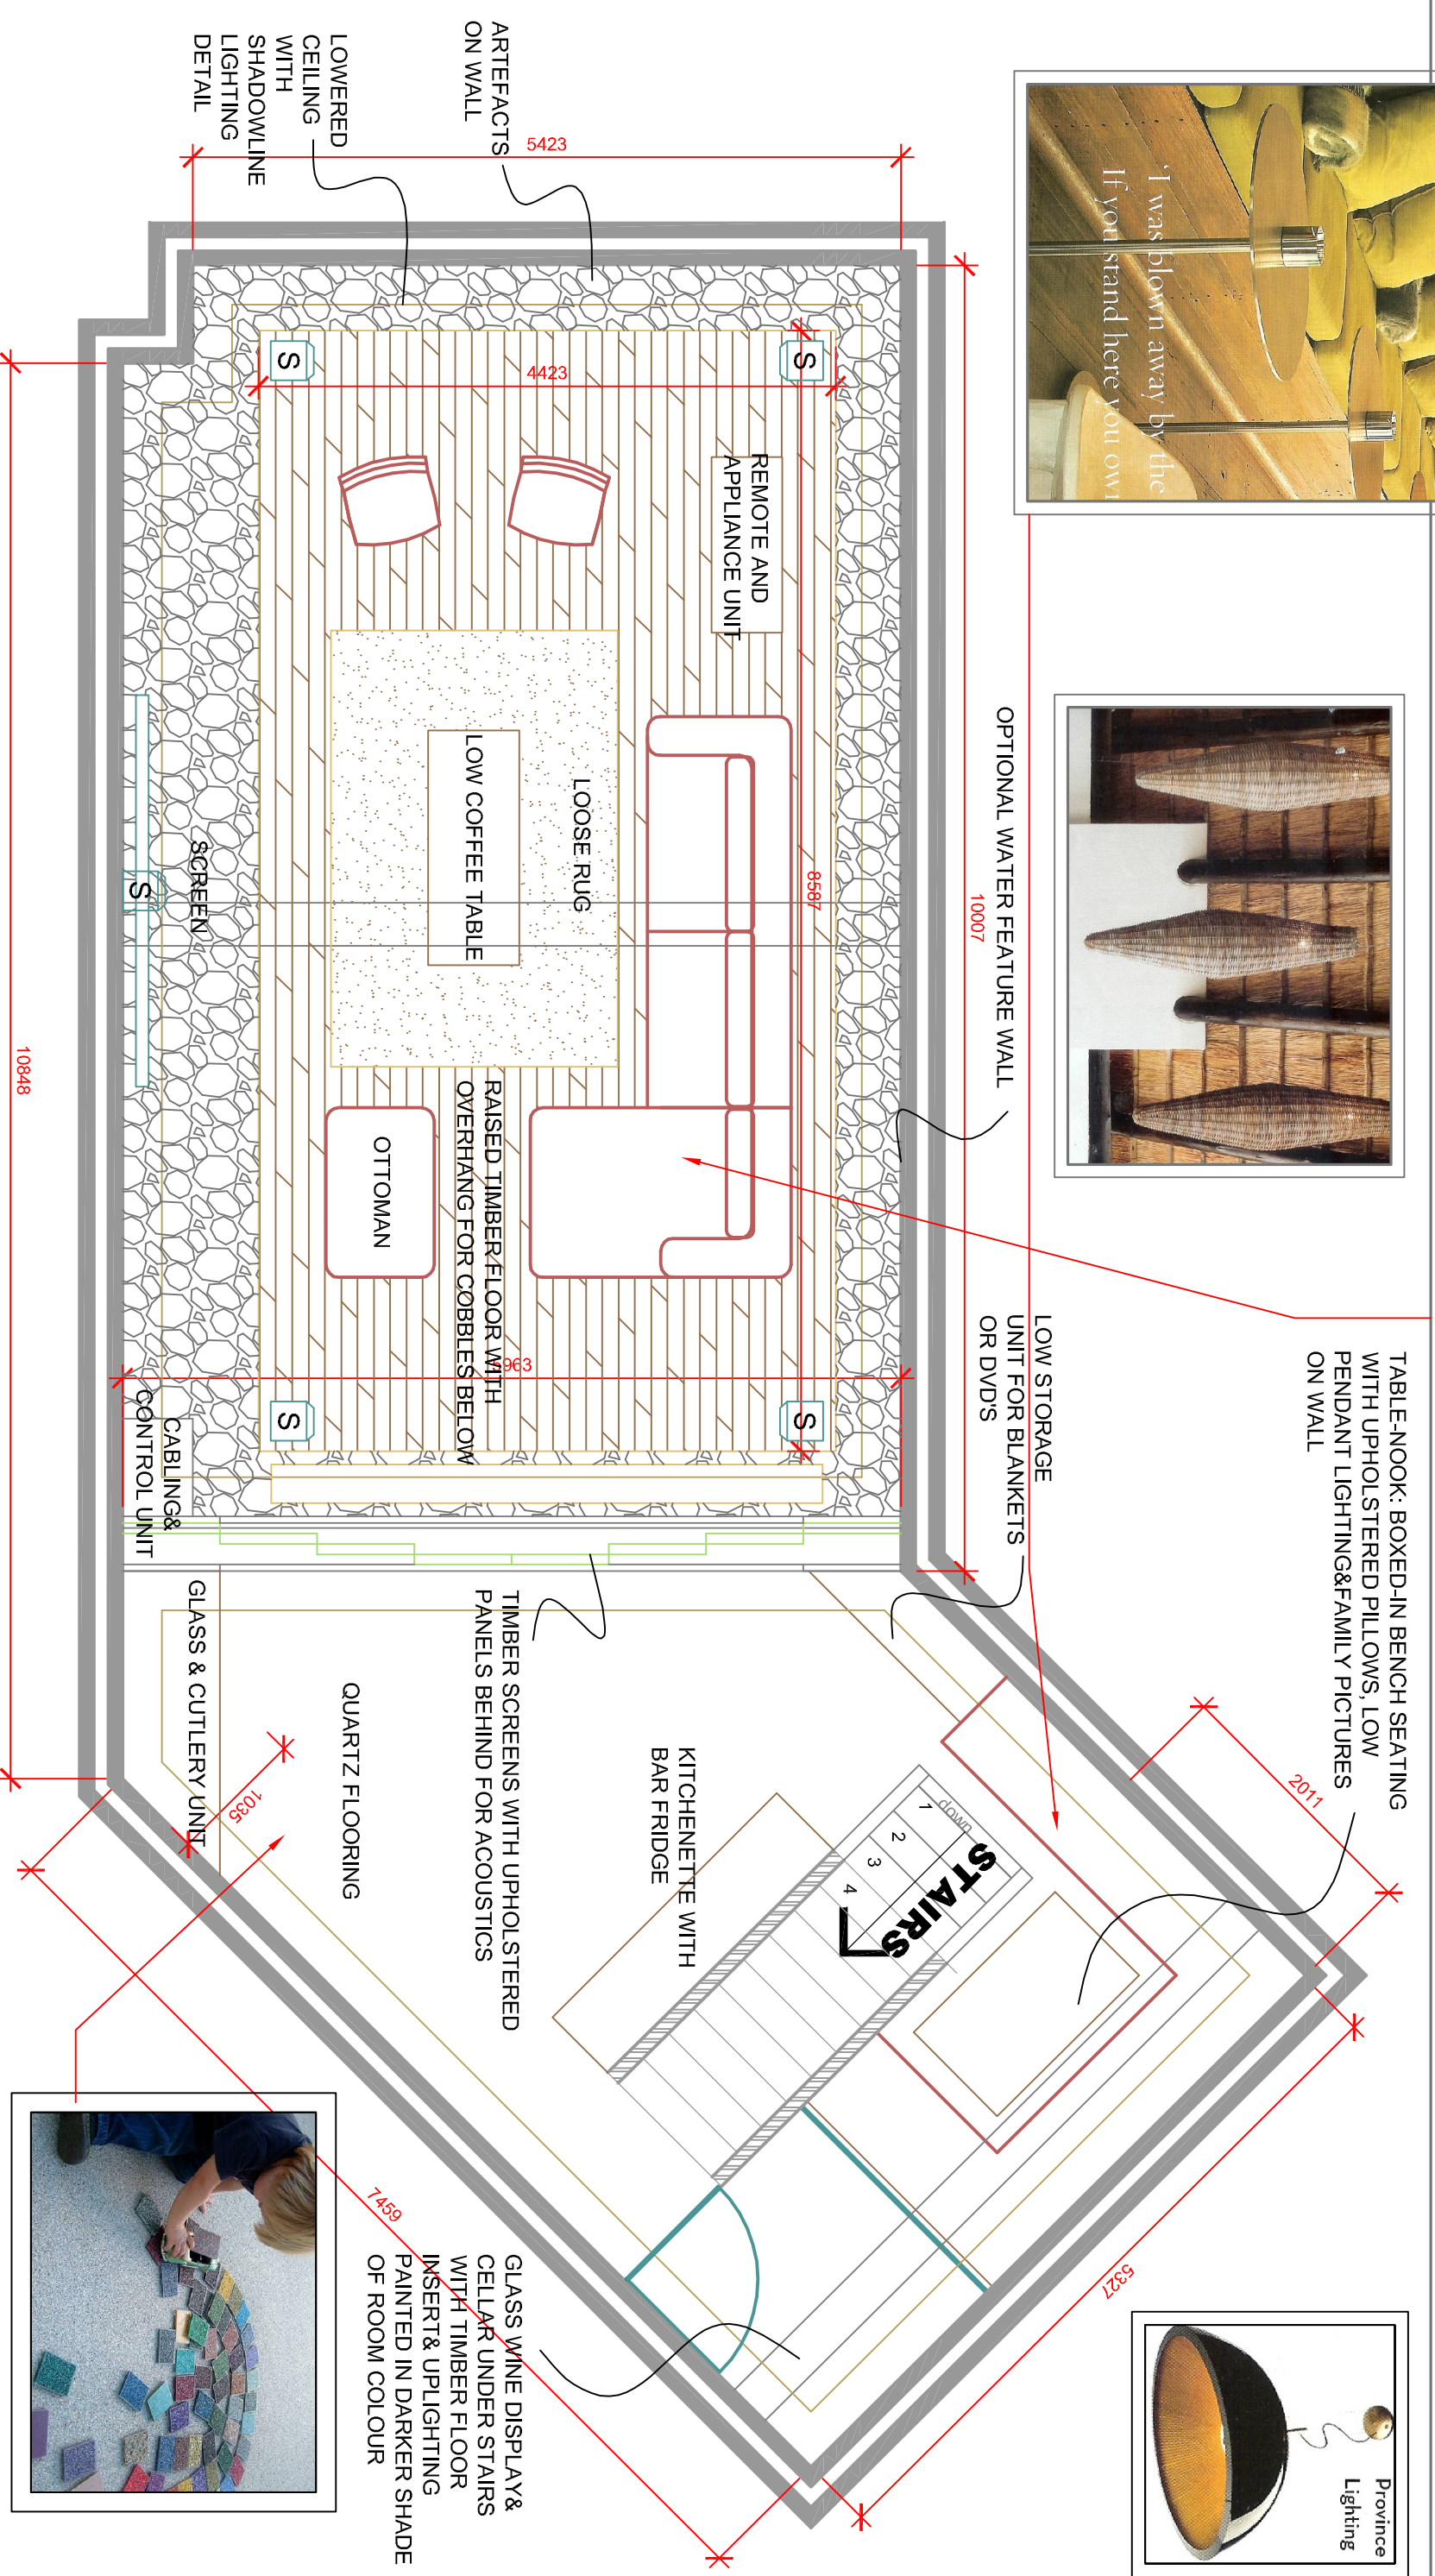 'I was blown away by the
If you stand here you own
Province
Lighting
TABLE-NOOK: BOXED-IN BENCH SEATING
WITH UPHOLSTERED PILLOWS, LOW
PENDANT LIGHTING&FAMILY PICTURES
ON WALL
OPTIONAL WATER FEATURE WALL
LOW STORAGE
UNIT FOR BLANKETS
OR DVD'S
2011
10007
5327
ARTEFACTS
ON WALL
LOWERED
CEILING
WITH
SHADOWLINE
LIGHTING
DETAIL
5423
4423
S
S
REMOTE AND
APPLIANCE UNIT
8587
LOOSE RUG
LOW COFFEE TABLE
OTTOMAN
RAISED TIMBER FLOOR WITH
OVERHANG FOR COBBLES BELOW
5963
S
S
SCREEN
S
CABLING&
CONTROL UNIT
down
1
2
3
4
STAIRS
KITCHENETTE WITH
BAR FRIDGE
TIMBER SCREENS WITH UPHOLSTERED
PANELS BEHIND FOR ACOUSTICS
QUARTZ FLOORING
GLASS & CUTLERY UNIT
1035
GLASS WINE DISPLAY&
CELLAR UNDER STAIRS
WITH TIMBER FLOOR
INSERT& UPLIGHTING
PAINTED IN DARKER SHADE
OF ROOM COLOUR
7459
10848